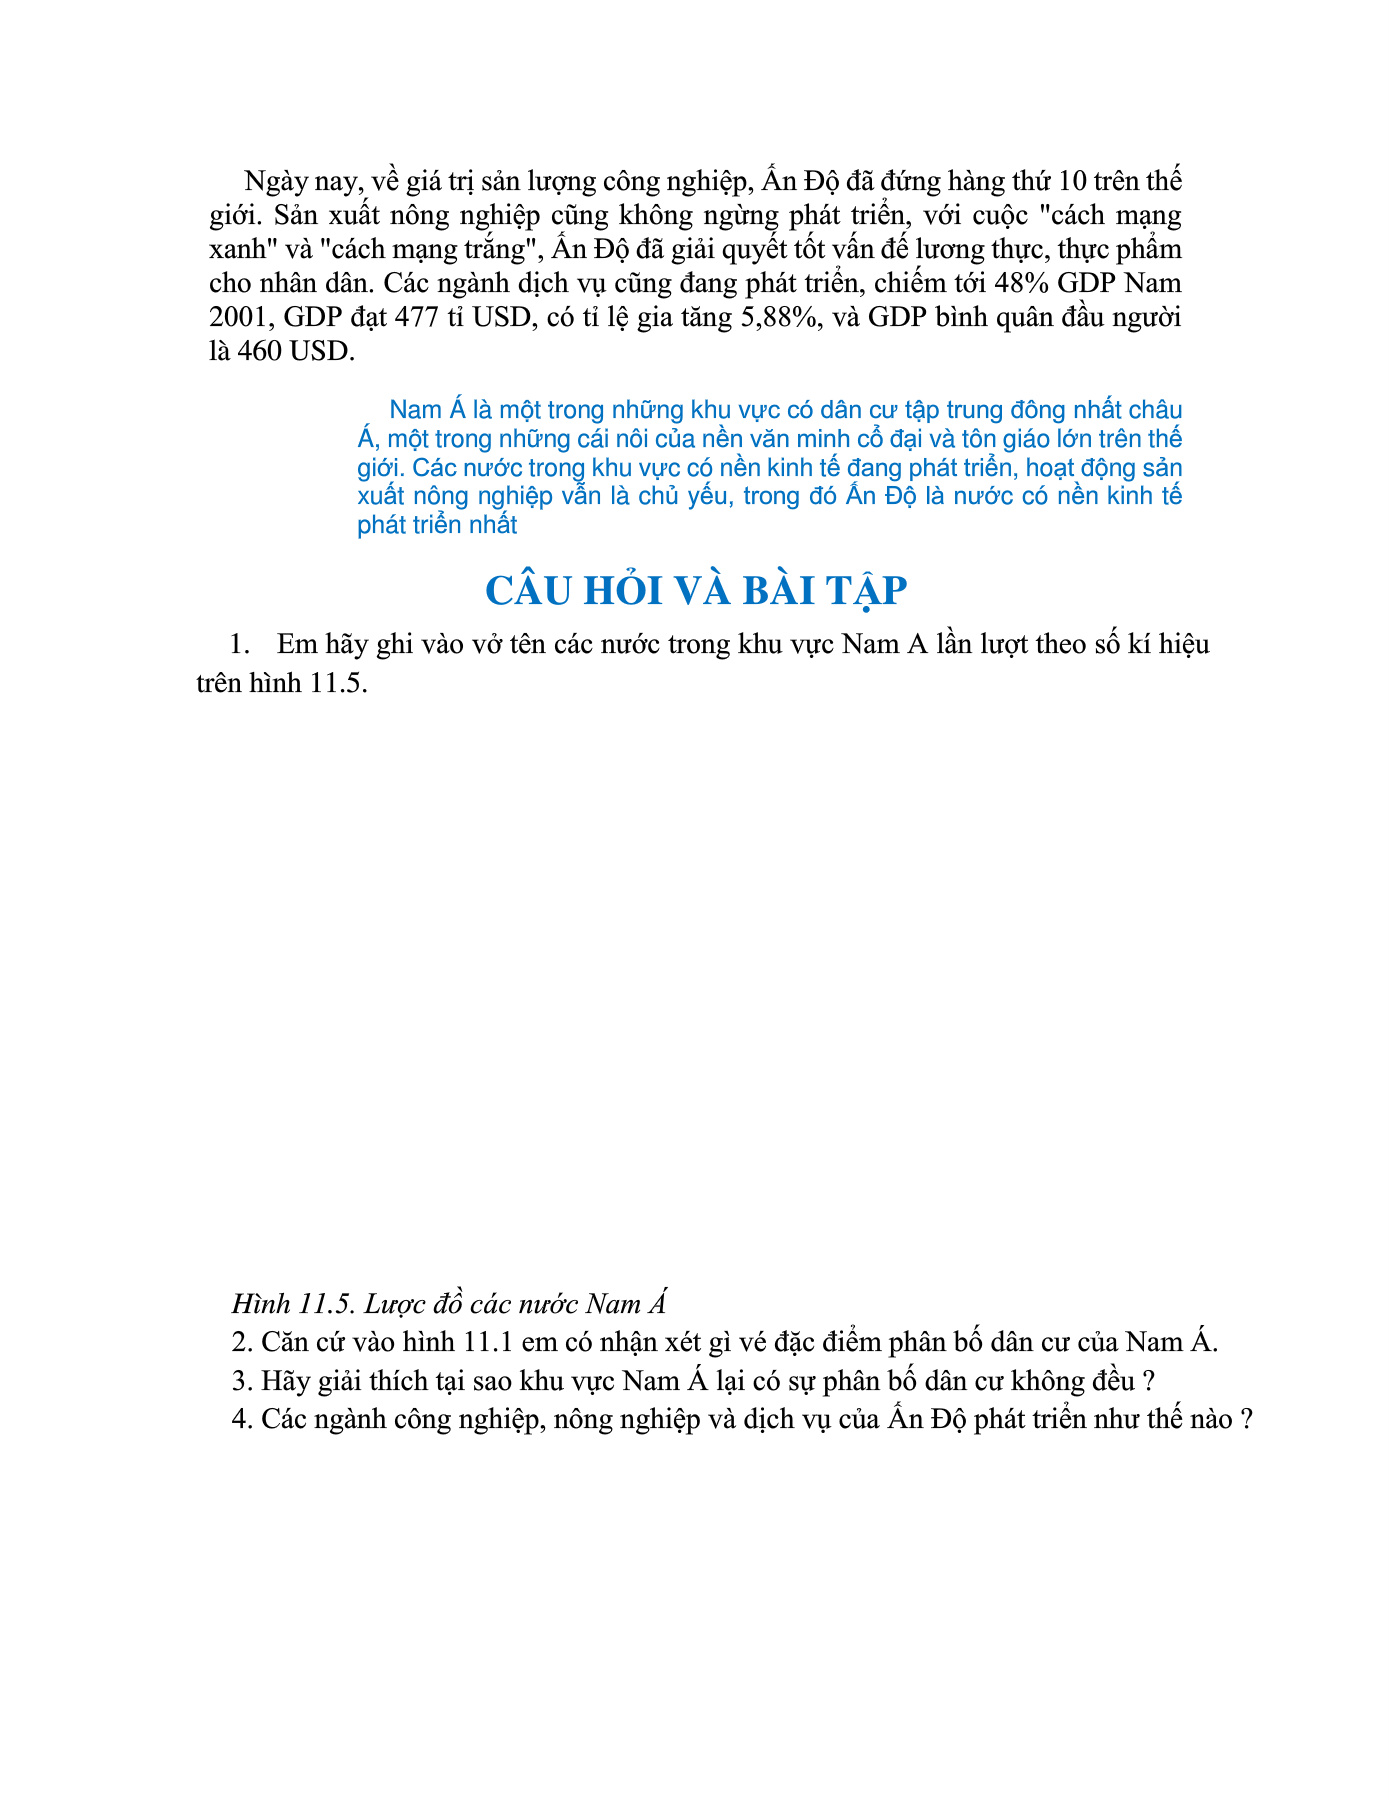 Ngày nay, về giá trị sản lượng công nghiệp, Ấn Độ đã đứng hàng thứ 10 trên thế
giới. Sản xuất nông nghiệp cũng không ngừng phát triển, với cuộc "cách mạng
xanh" và "cách mạng trắng", Ấn Độ đã giải quyết tốt vấn đế lương thực, thực phẩm
cho nhân dân. Các ngành dịch vụ cũng đang phát triển, chiếm tới 48% GDP Nam
2001, GDP đạt 477 tỉ USD, có tỉ lệ gia tăng 5,88%, và GDP bình quân đầu người
là 460 USD.
Nam Á là một trong những khu vực có dân cư tập trung đông nhất châu
Á, một trong những cái nôi của nền văn minh cổ đại và tôn giáo lớn trên thế
giới. Các nước trong khu vực có nền kinh tế đang phát triển, hoạt động sản
xuất nông nghiệp vẫn là chủ yếu, trong đó Ấn Độ là nước có nền kinh tế
phát triển nhất
CÂU HỎI VÀ BÀI TẬP
1. Em hãy ghi vào vở tên các nước trong khu vực Nam A lần lượt theo số kí hiệu
trên hình 11.5.
Hình 11.5. Lược đồ các nước Nam Á
2. Căn cứ vào hình 11.1 em có nhận xét gì vé đặc điểm phân bố dân cư của Nam Á.
3. Hãy giải thích tại sao khu vực Nam Á lại có sự phân bố dân cư không đều ?
4. Các ngành công nghiệp, nông nghiệp và dịch vụ của Ấn Độ phát triển như thế nào ?